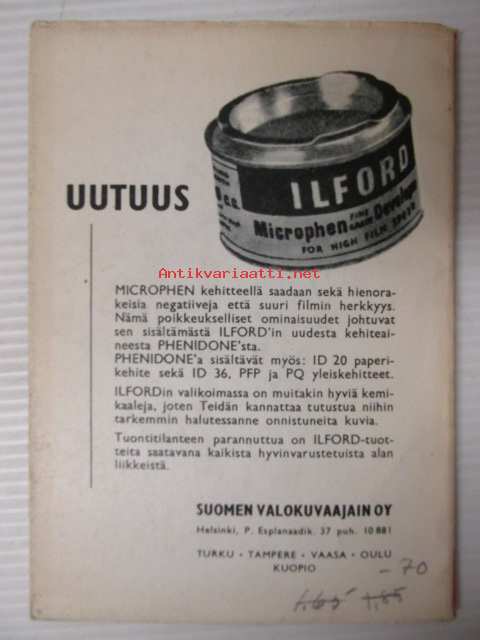 UUTUUS
0 C.C.
ILFORD
Microphen FINE GRAIN Developer
FOR HIGH FILM SPEED
Antikvariaatti.net
MICROPHEN kehitteellä saadaan sekä hienora-
keisia negatiiveja että suuri filmin herkkyys.
Nämä poikkeukselliset ominaisuudet johtuvat
sen sisältämästä ILFORD'in uudesta kehiteai-
neesta PHENIDONE'sta.
PHENIDONE'a sisältävät myös: ID 20 paperi-
kehite sekä ID 36, PFP ja PQ yleiskehitteet.
ILFORDin valikoimassa on muitakin hyviä kemi-
kaaleja, joten Teidän kannattaa tutustua niihin
tarkemmin halutessanne onnistuneita kuvia.
Tuontitilanteen parannuttua on ILFORD-tuot-
teita saatavana kaikista hyvinvarustetuista alan
liikkeistä.
SUOMEN VALOKUVAAJAIN OY
Helsinki, P. Esplanaadik. 37 puh. 10 881
TURKU • TAMPERE • VAASA • OULU
KUOPIO
-70